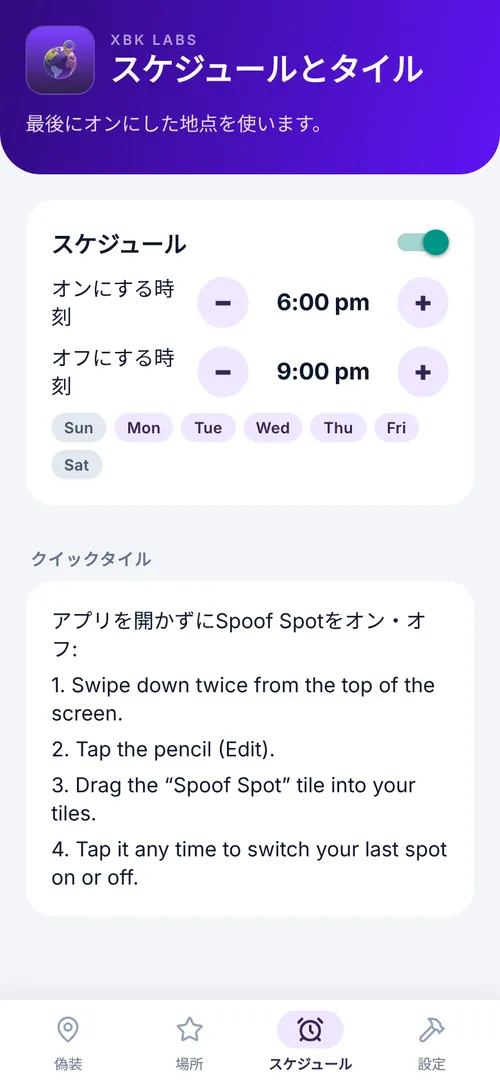 XBK LABS
スケジュールとタイル
最後にオンにした地点を使います。
スケジュール
オンにする時
刻
6:00 pm
オフにする時
刻
9:00 pm
Sun Mon Tue Wed Thu Fri
Sat
クイックタイル
アプリを開かずにSpoof Spotをオン・オ
フ:
1. Swipe down twice from the top of the
screen.
2. Tap the pencil (Edit).
3. Drag the “Spoof Spot” tile into your
tiles.
4. Tap it any time to switch your last spot
on or off.
偽装 場所 スケジュール 設定